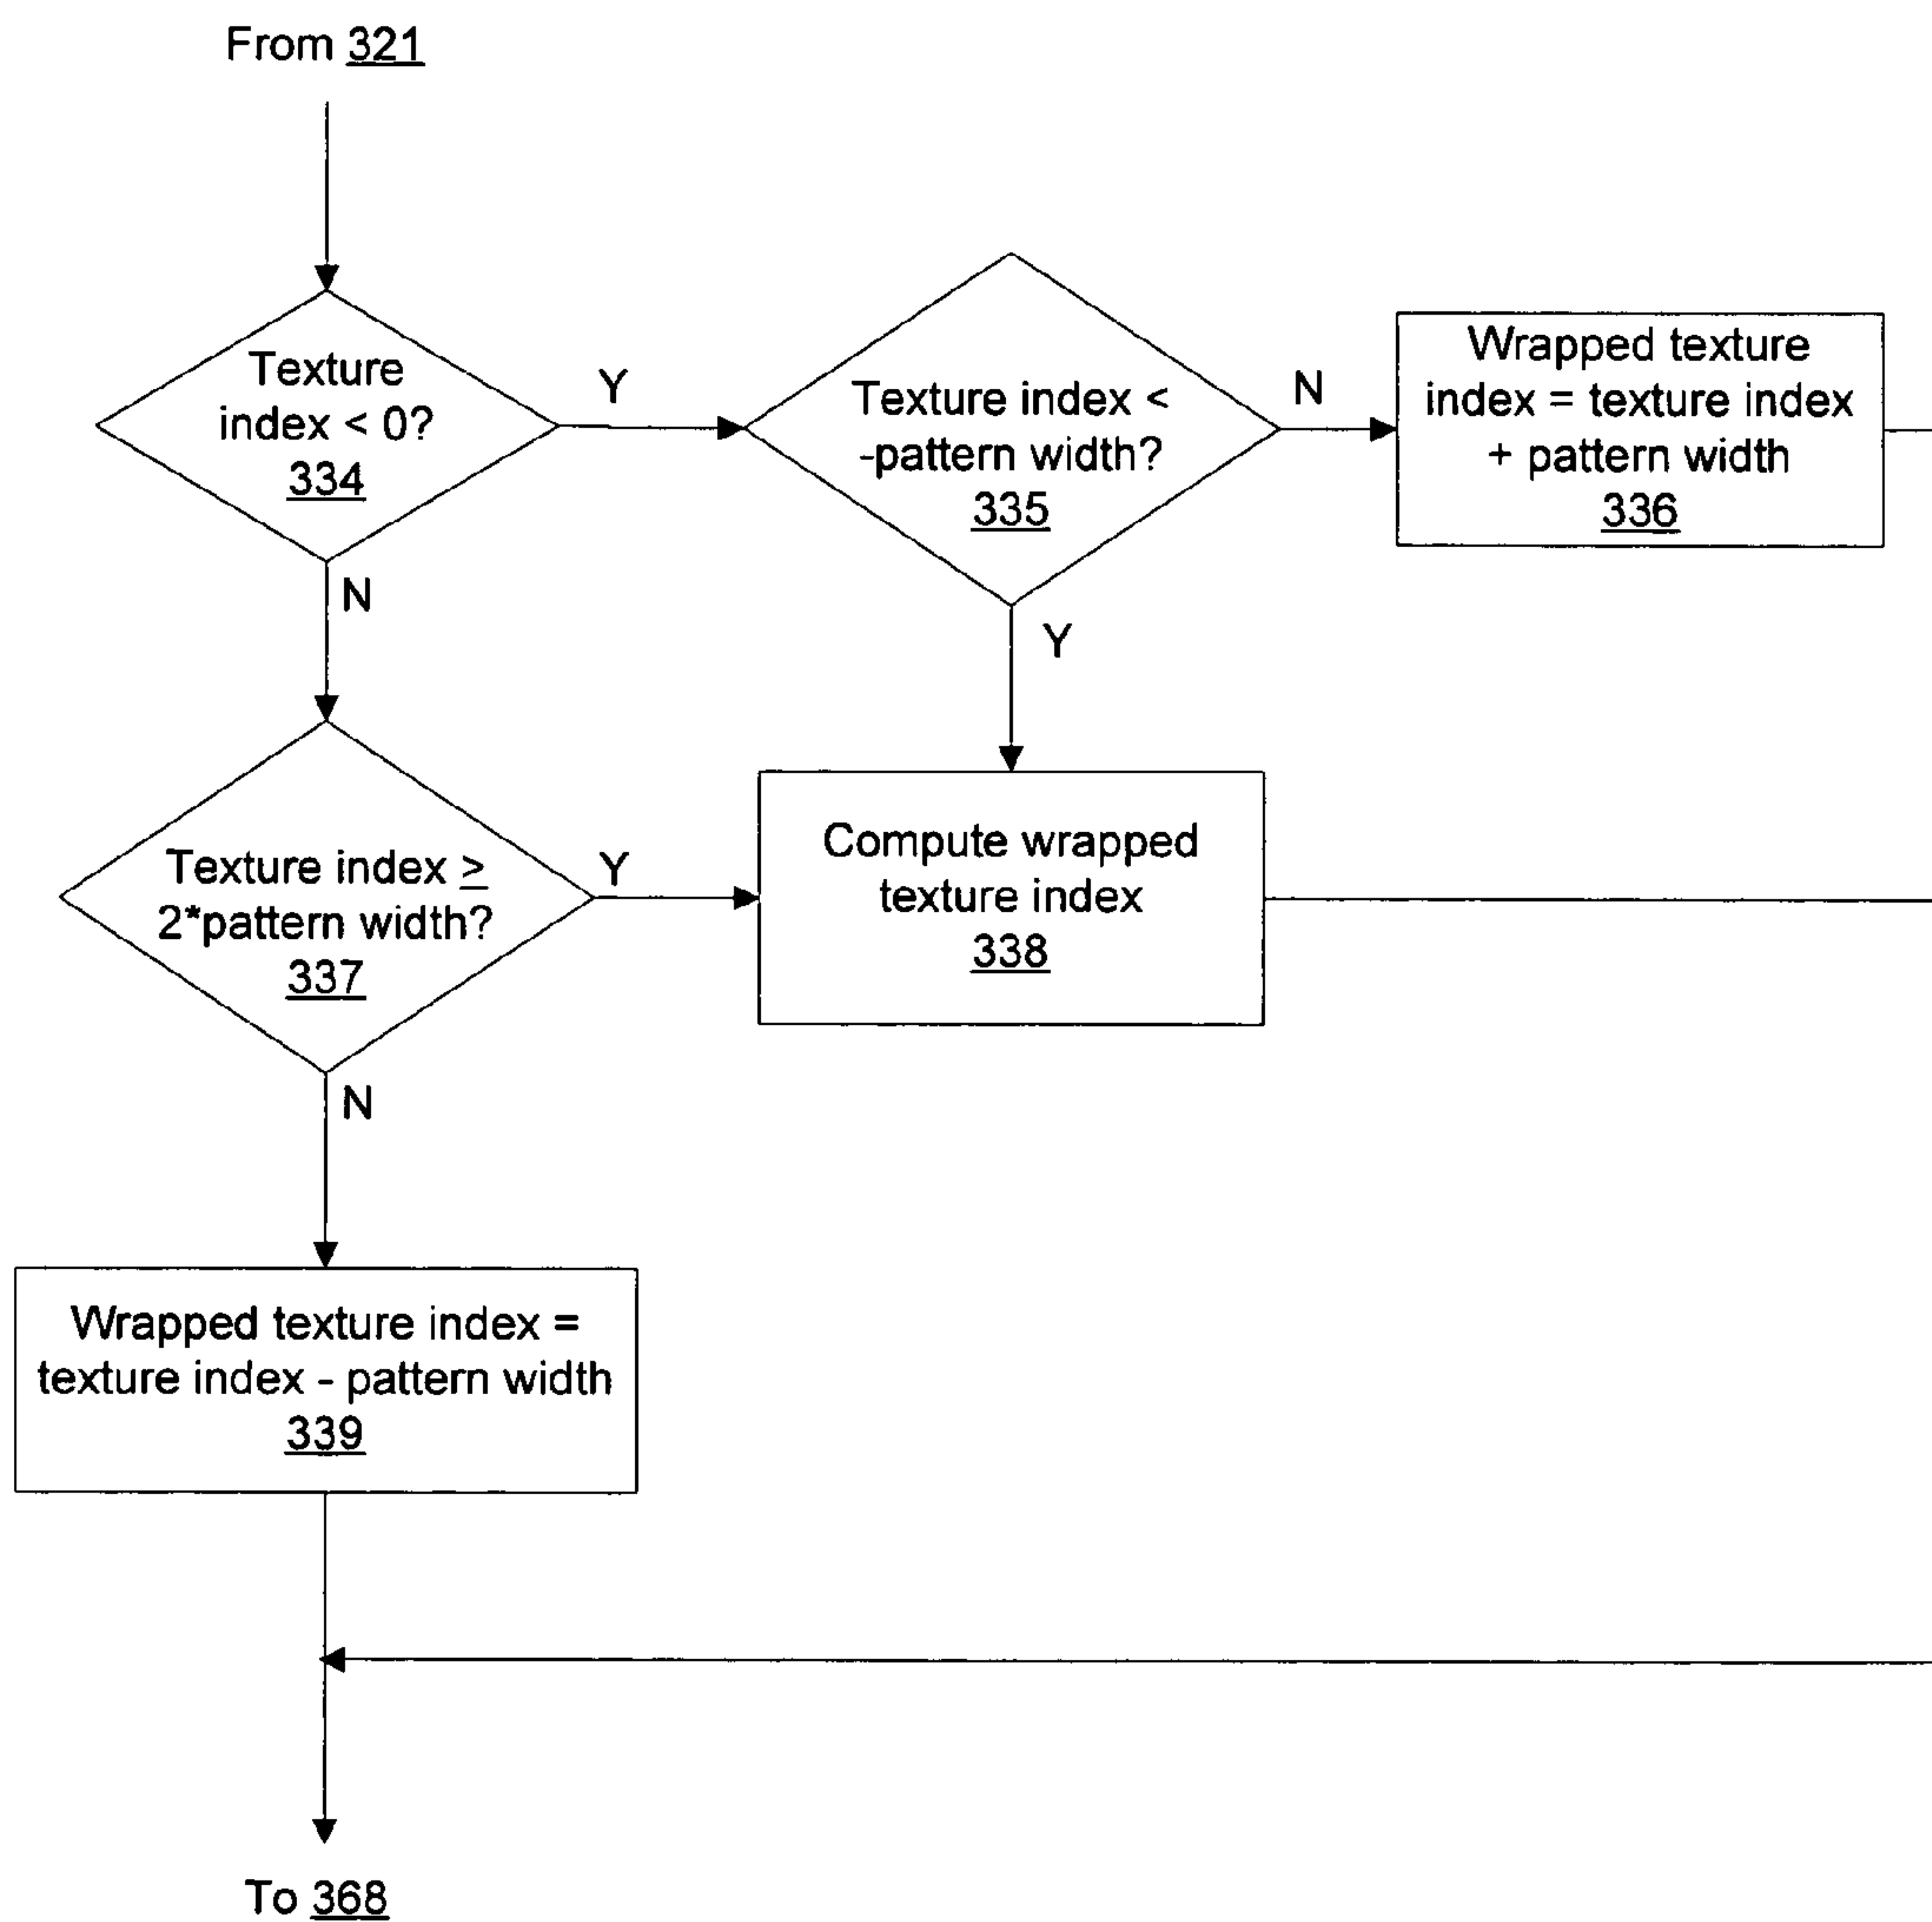 From 321
Texture
index < 0?
334
Y
Texture index <
-pattern width?
335
N
Wrapped texture
index = texture index
+ pattern width
336
N
Y
Texture index ≥
2*pattern width?
337
Y
Compute wrapped
texture index
338
N
Wrapped texture index =
texture index - pattern width
339
To 368